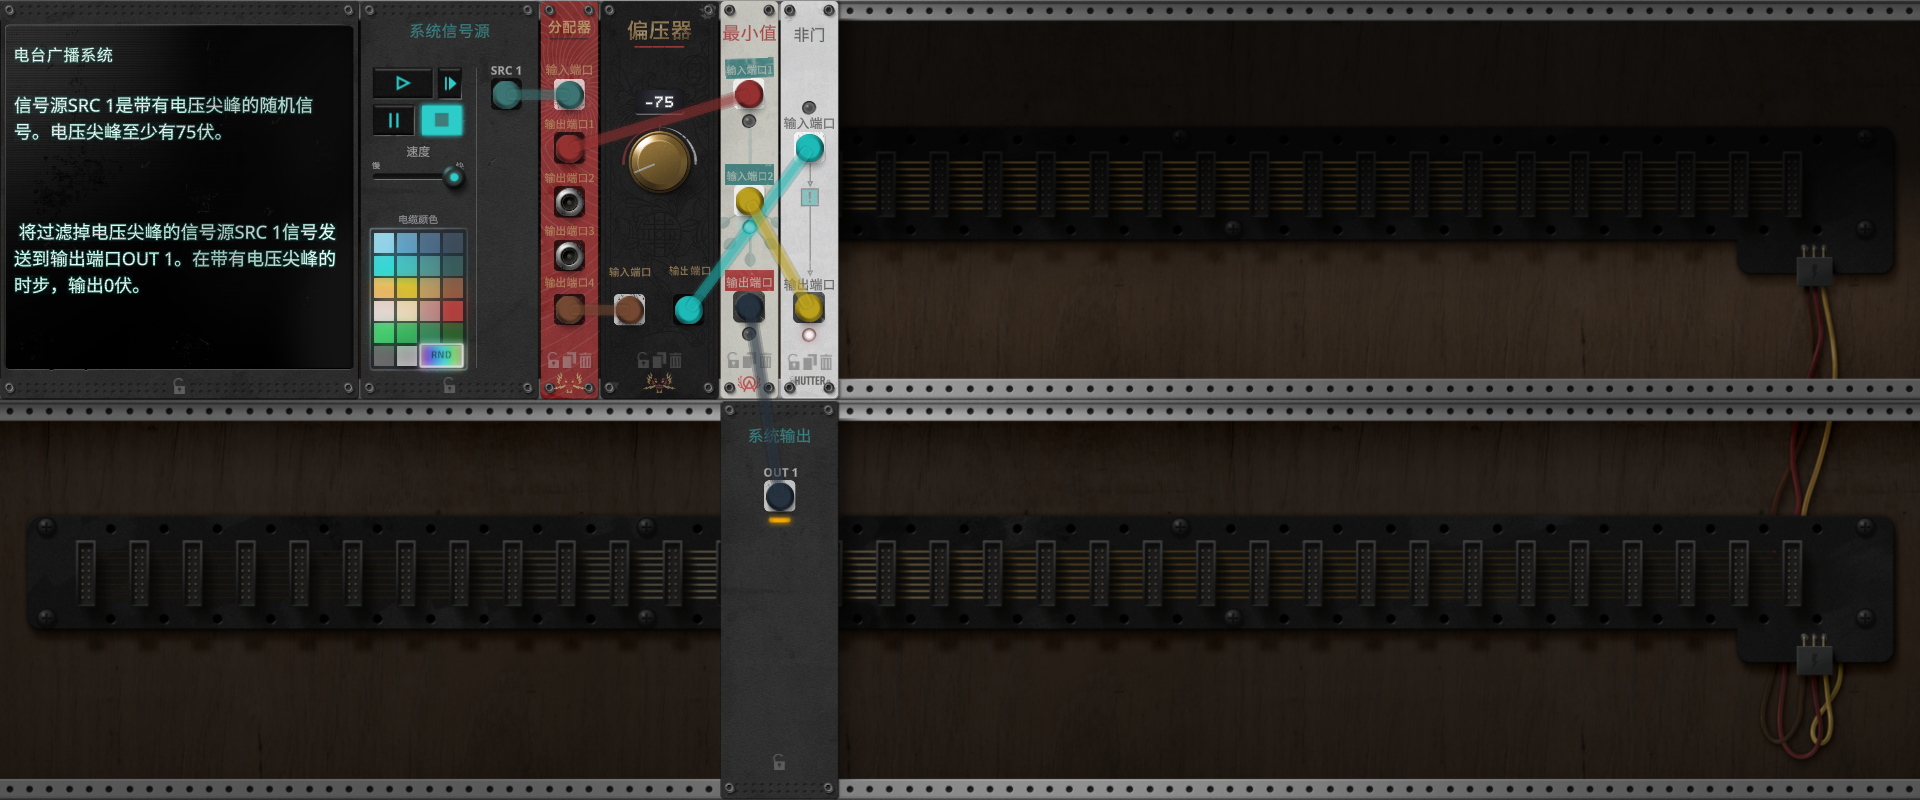 电台广播系统
信号源SRC 1是带有电压尖峰的随机信
号。电压尖峰至少有75伏。
将过滤掉电压尖峰的信号源SRC 1信号发
送到输出端口OUT 1。在带有电压尖峰的
时步，输出0伏。
系统信号源
SRC 1
速度
慢
快
电缆颜色
RND
分配器
输入端口
输出端口1
输出端口2
输出端口3
输出端口4
偏压器
-75
输入端口
输出端口
最小值
输入端口1
输入端口2
输出端口
非门
输入端口
!
输出端口
系统输出
OUT 1